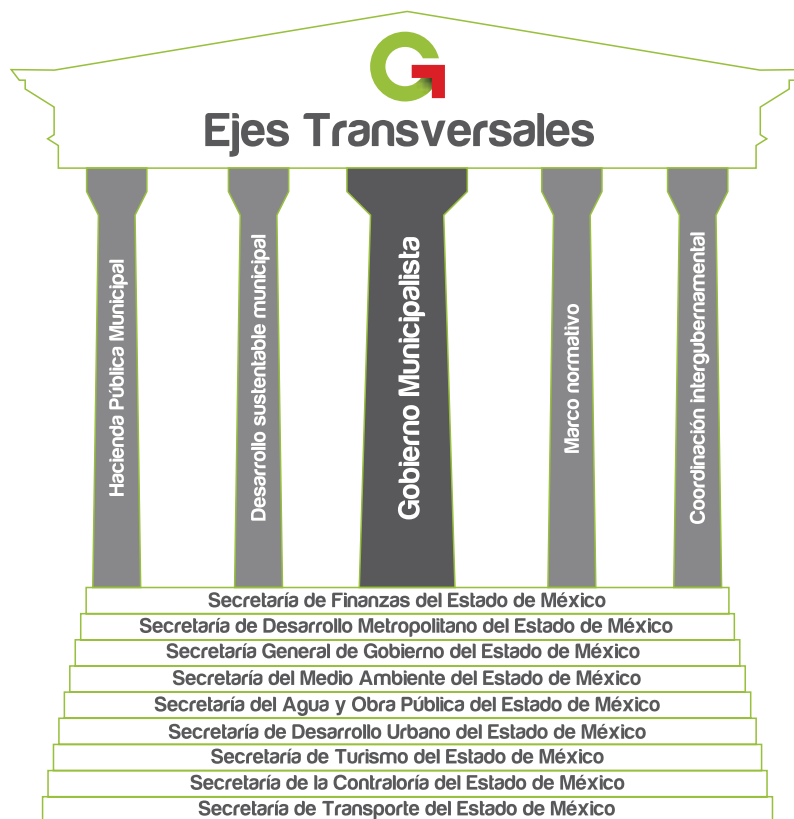 Ejes Transversales
Hacienda Pública Municipal
Desarrollo sustentable municipal
Gobierno Municipalista
Marco normativo
Coordinación intergubernamental
Secretaría de Finanzas del Estado de México
Secretaría de Desarrollo Metropolitano del Estado de México
Secretaría General de Gobierno del Estado de México
Secretaría del Medio Ambiente del Estado de México
Secretaría del Agua y Obra Pública del Estado de México
Secretaría de Desarrollo Urbano del Estado de México
Secretaría de Turismo del Estado de México
Secretaría de la Contraloría del Estado de México
Secretaría de Transporte del Estado de México